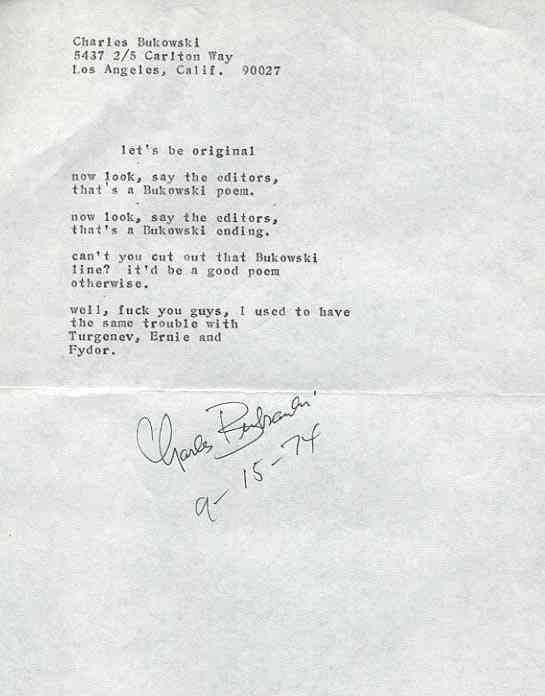 Charles Bukowski
5437 2/5 Carlton Way
Los Angeles, Calif. 90027
let's be original
now look, say the editors,
that's a Bukowski poem.
now look, say the editors,
that's a Bukowski ending.
can't you cut out that Bukowski
line? it'd be a good poem
otherwise.
well, fuck you guys, I used to have
the same trouble with
Turgenev, Ernie and
Fydor.
Charles Bukowski
9-15-74